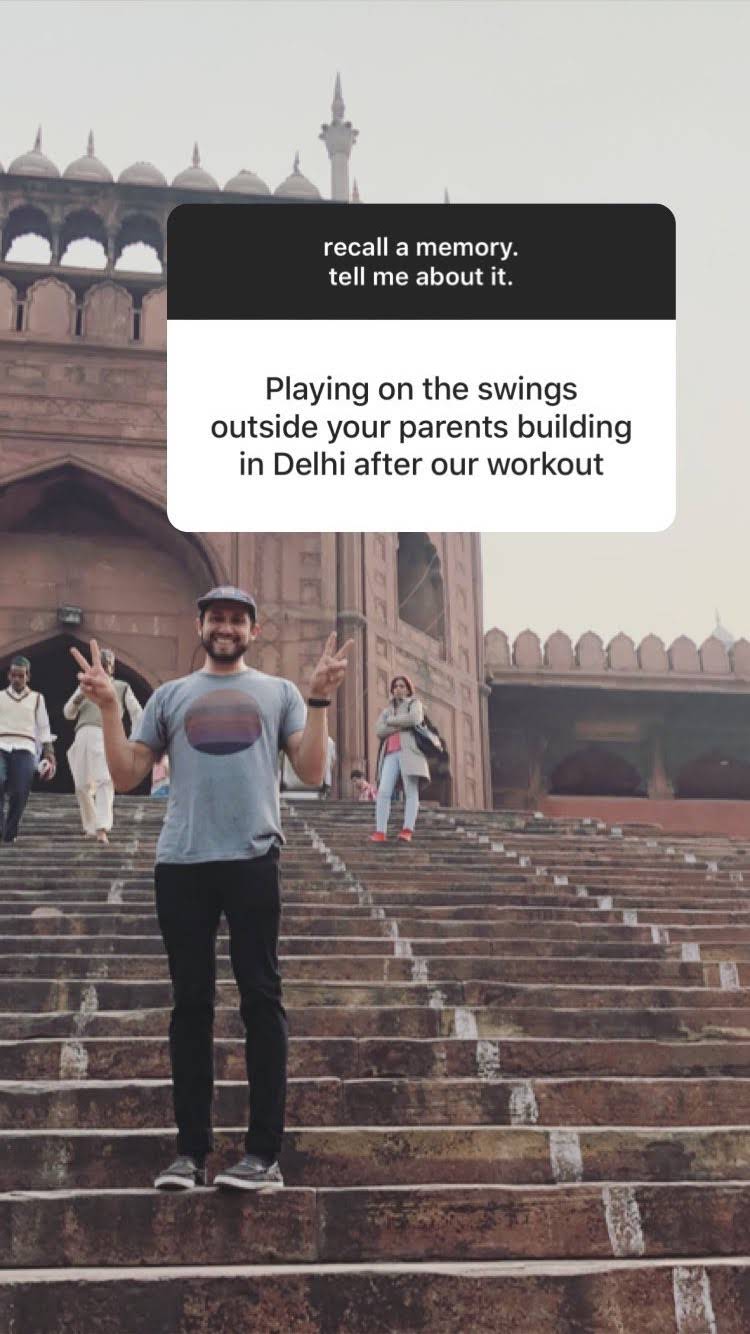 recall a memory.
tell me about it.
Playing on the swings
outside your parents building
in Delhi after our workout